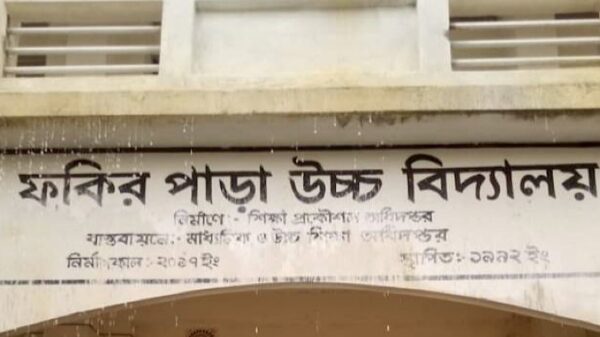 ফকির পাড়া উচ্চ বিদ্যালয়
নির্মাণে:- শিক্ষা প্রকৌশল অধিদপ্তর
বাস্তবায়নে:- মাধ্যমিক ও উচ্চ শিক্ষা অধিদপ্তর
নির্মাণকাল:- ২০১৭ ইং স্থাপিত:- ১৯৯২ ইং